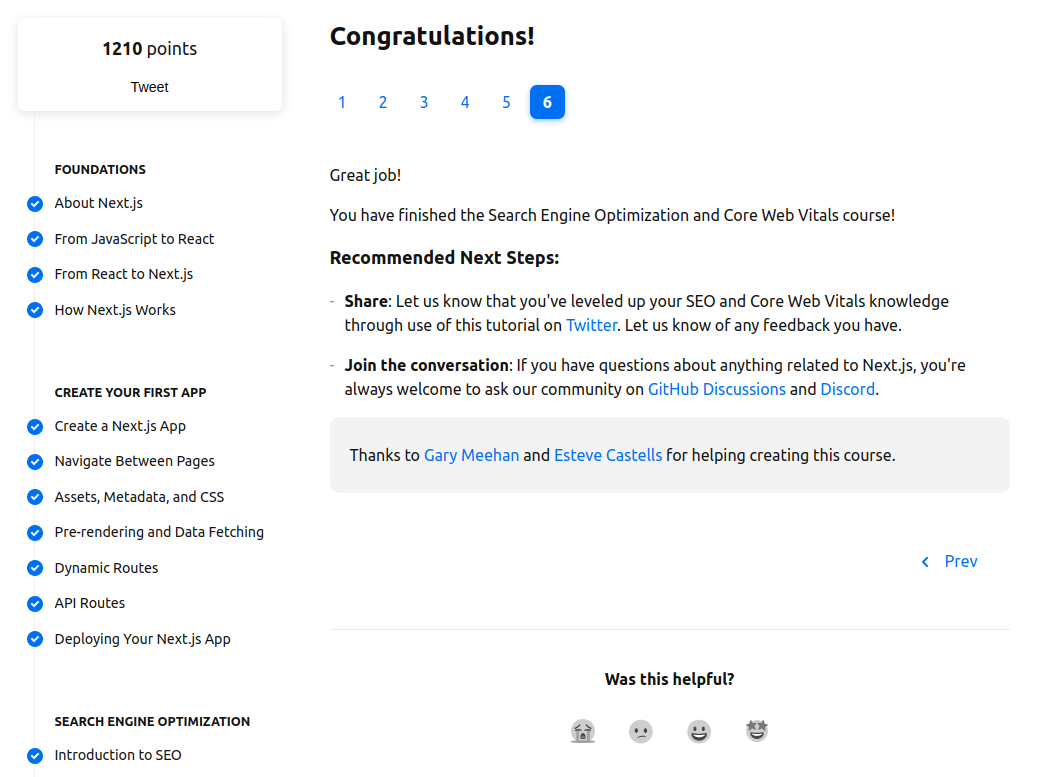 1210 points
Tweet
FOUNDATIONS
About Next.js
From JavaScript to React
From React to Next.js
How Next.js Works
CREATE YOUR FIRST APP
Create a Next.js App
Navigate Between Pages
Assets, Metadata, and CSS
Pre-rendering and Data Fetching
Dynamic Routes
API Routes
Deploying Your Next.js App
SEARCH ENGINE OPTIMIZATION
Introduction to SEO
Congratulations!
1 2 3 4 5 6
Great job!
You have finished the Search Engine Optimization and Core Web Vitals course!
Recommended Next Steps:
- Share: Let us know that you've leveled up your SEO and Core Web Vitals knowledge
through use of this tutorial on Twitter. Let us know of any feedback you have.
- Join the conversation: If you have questions about anything related to Next.js, you're
always welcome to ask our community on GitHub Discussions and Discord.
Thanks to Gary Meehan and Esteve Castells for helping creating this course.
Prev
Was this helpful?